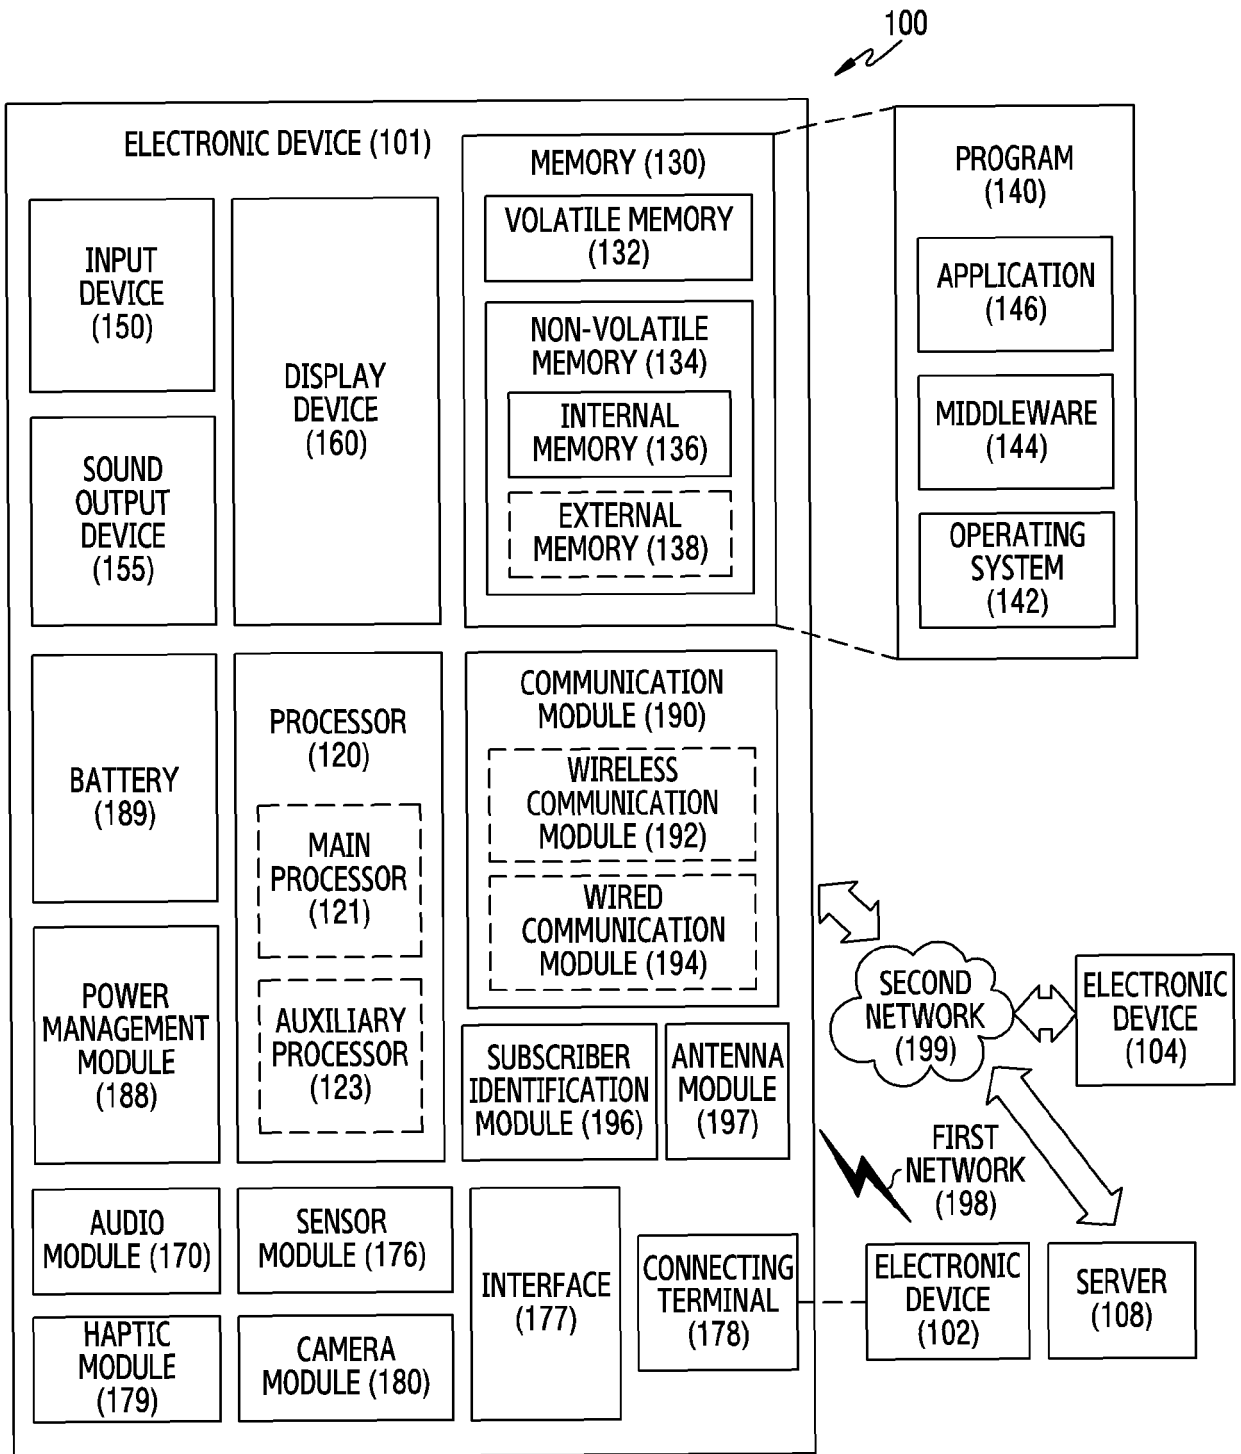 100
ELECTRONIC DEVICE (101)
INPUT
DEVICE
(150)
SOUND
OUTPUT
DEVICE
(155)
DISPLAY
DEVICE
(160)
MEMORY (130)
VOLATILE MEMORY
(132)
NON-VOLATILE
MEMORY (134)
INTERNAL
MEMORY (136)
EXTERNAL
MEMORY (138)
PROGRAM
(140)
APPLICATION
(146)
MIDDLEWARE
(144)
OPERATING
SYSTEM
(142)
BATTERY
(189)
POWER
MANAGEMENT
MODULE
(188)
PROCESSOR
(120)
MAIN
PROCESSOR
(121)
AUXILIARY
PROCESSOR
(123)
COMMUNICATION
MODULE (190)
WIRELESS
COMMUNICATION
MODULE (192)
WIRED
COMMUNICATION
MODULE (194)
SUBSCRIBER
IDENTIFICATION
MODULE (196)
ANTENNA
MODULE
(197)
SECOND
NETWORK
(199)
ELECTRONIC
DEVICE
(104)
FIRST
NETWORK
(198)
AUDIO
MODULE (170)
SENSOR
MODULE (176)
HAPTIC
MODULE
(179)
CAMERA
MODULE (180)
INTERFACE
(177)
CONNECTING
TERMINAL
(178)
ELECTRONIC
DEVICE
(102)
SERVER
(108)